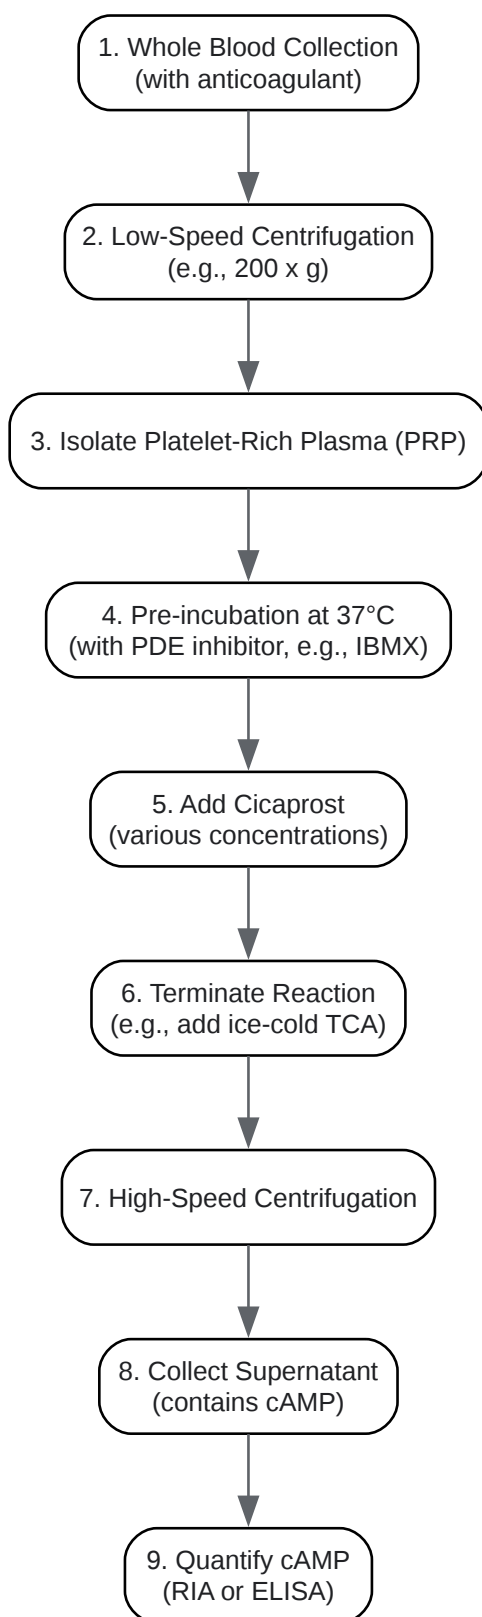 1. Whole Blood Collection
(with anticoagulant)
2. Low-Speed Centrifugation
(e.g., 200 x g)
3. Isolate Platelet-Rich Plasma (PRP)
4. Pre-incubation at 37°C
(with PDE inhibitor, e.g., IBMX)
5. Add Cicaprost
(various concentrations)
6. Terminate Reaction
(e.g., add ice-cold TCA)
7. High-Speed Centrifugation
8. Collect Supernatant
(contains cAMP)
9. Quantify cAMP
(RIA or ELISA)